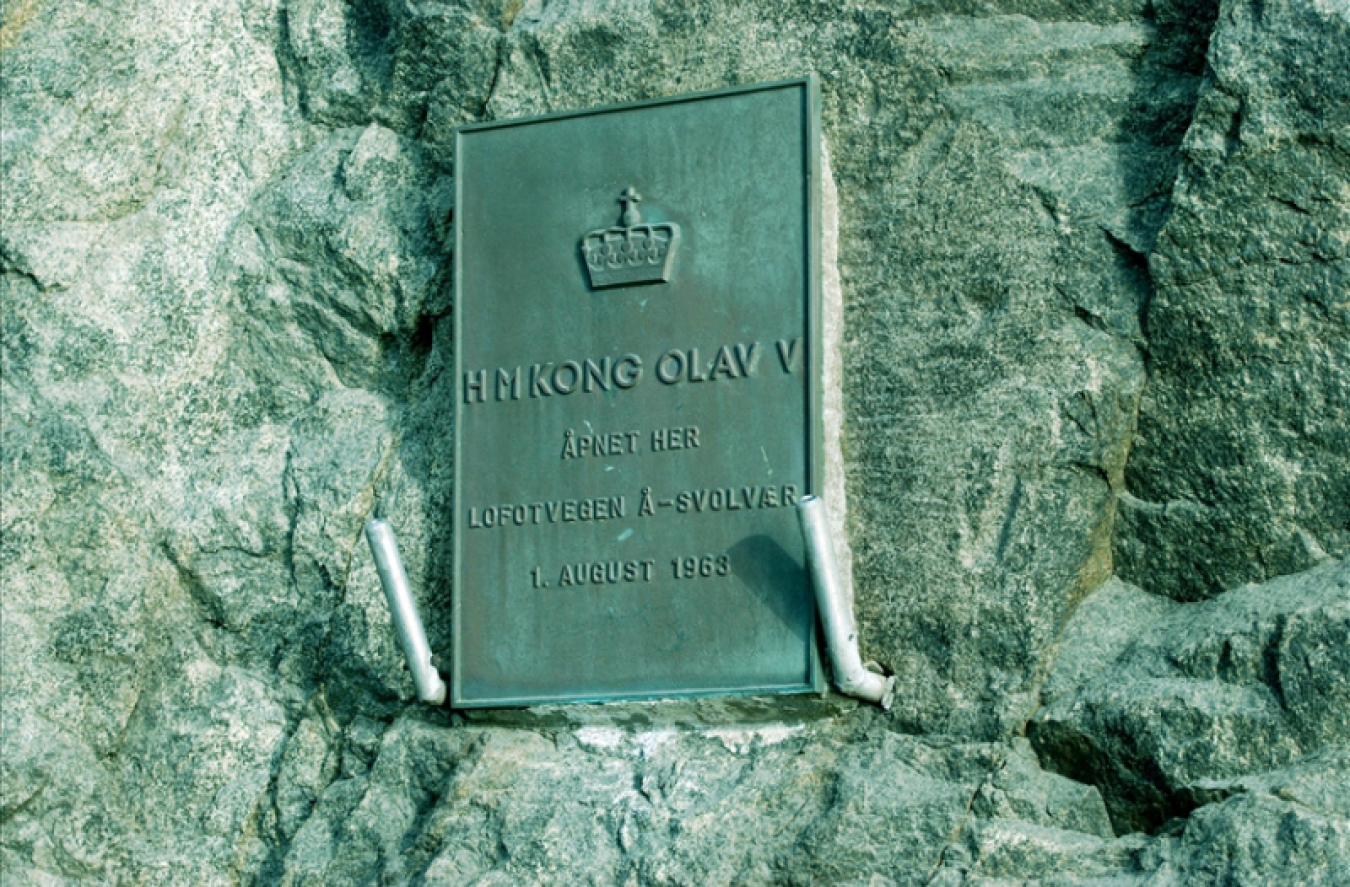 H M KONG OLAV V
ÅPNET HER
LOFOTVEGEN Å-SVOLVÆR
1. AUGUST 1963